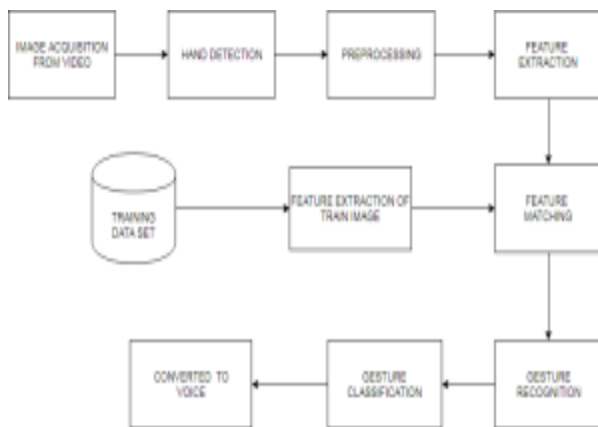 IMAGE ACQUISITION
FROM VIDEO
HAND DETECTION
PREPROCESSING
FEATURE
EXTRACTION
TRAINING
DATA SET
FEATURE EXTRACTION OF
TRAIN IMAGE
FEATURE
MATCHING
CONVERTED TO
VOICE
GESTURE
CLASSIFICATION
GESTURE
RECOGNITION